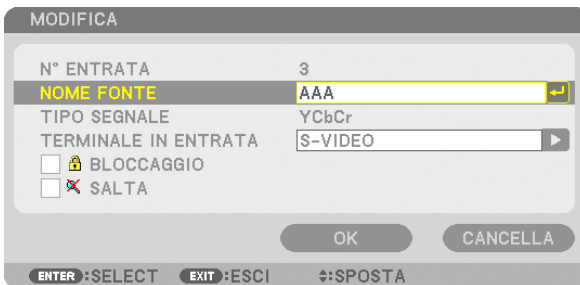 MODIFICA
N° ENTRATA 3
NOME FONTE AAA
TIPO SEGNALE YCbCr
TERMINALE IN ENTRATA S-VIDEO
BLOCCAGGIO
SALTA
OK CANCELLA
ENTER :SELECT EXIT :ESCI :SPOSTA